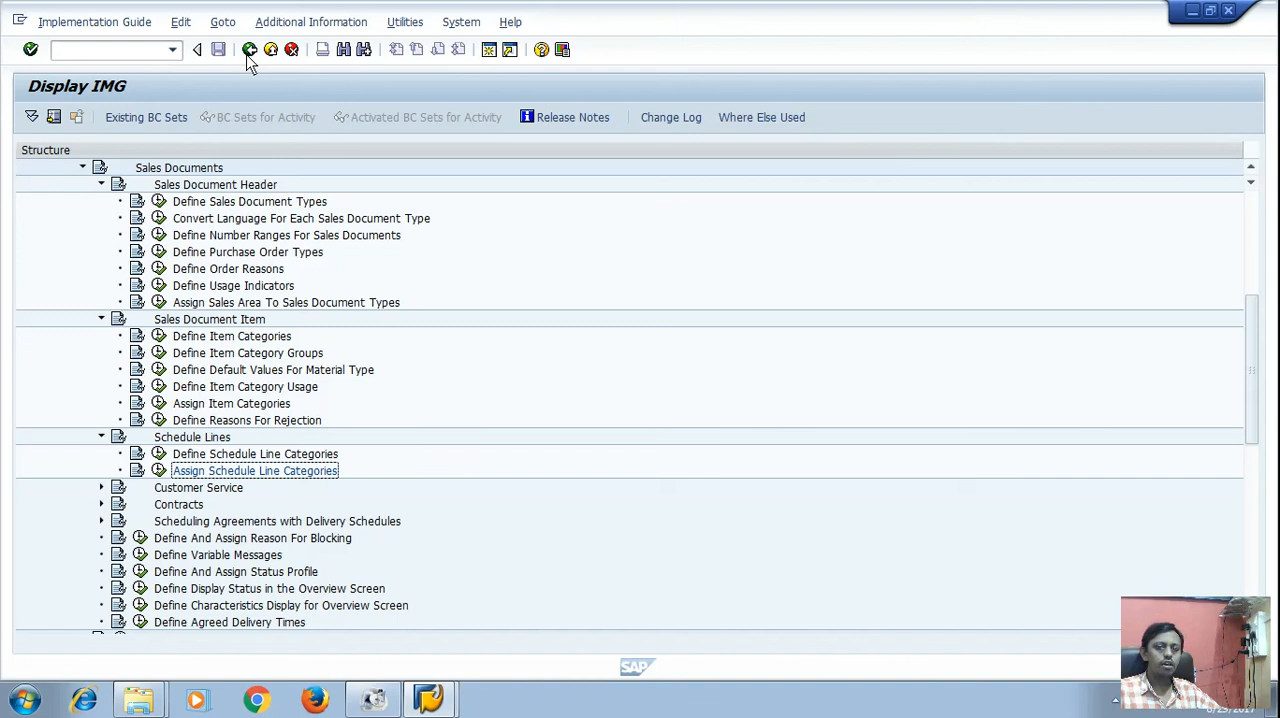 Implementation Guide Edit Goto Additional Information Utilities System Help
Display IMG
Existing BC Sets BC Sets for Activity Activated BC Sets for Activity Release Notes Change Log Where Else Used
Structure
Sales Documents
Sales Document Header
Define Sales Document Types
Convert Language For Each Sales Document Type
Define Number Ranges For Sales Documents
Define Purchase Order Types
Define Order Reasons
Define Usage Indicators
Assign Sales Area To Sales Document Types
Sales Document Item
Define Item Categories
Define Item Category Groups
Define Default Values For Material Type
Define Item Category Usage
Assign Item Categories
Define Reasons For Rejection
Schedule Lines
Define Schedule Line Categories
Assign Schedule Line Categories
Customer Service
Contracts
Scheduling Agreements with Delivery Schedules
Define And Assign Reason For Blocking
Define Variable Messages
Define And Assign Status Profile
Define Display Status in the Overview Screen
Define Characteristics Display for Overview Screen
Define Agreed Delivery Times
SAP